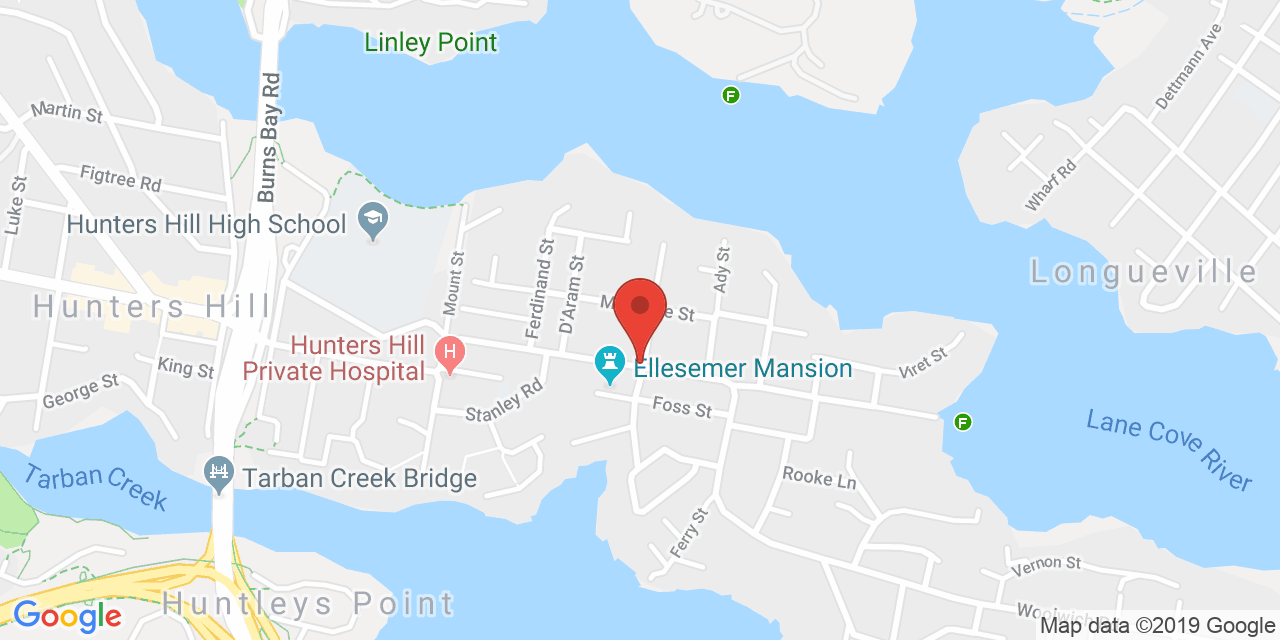 Linley Point
Burns Bay Rd
Dettmann Ave
Martin St
Figtree Rd
Luke St
Wharf Rd
Hunters Hill High School
Mount St
Ferdinand St
D'Aram St
Ady St
Longueville
Hunters Hill
Hunters Hill
Private Hospital
King St
George St
Ellesemer Mansion
Viret St
Stanley Rd
Foss St
Lane Cove
River
Tarban Creek
Tarban Creek Bridge
Rooke Ln
Ferry St
Vernon St
Huntleys Point
Google
Map data ©2019 Google